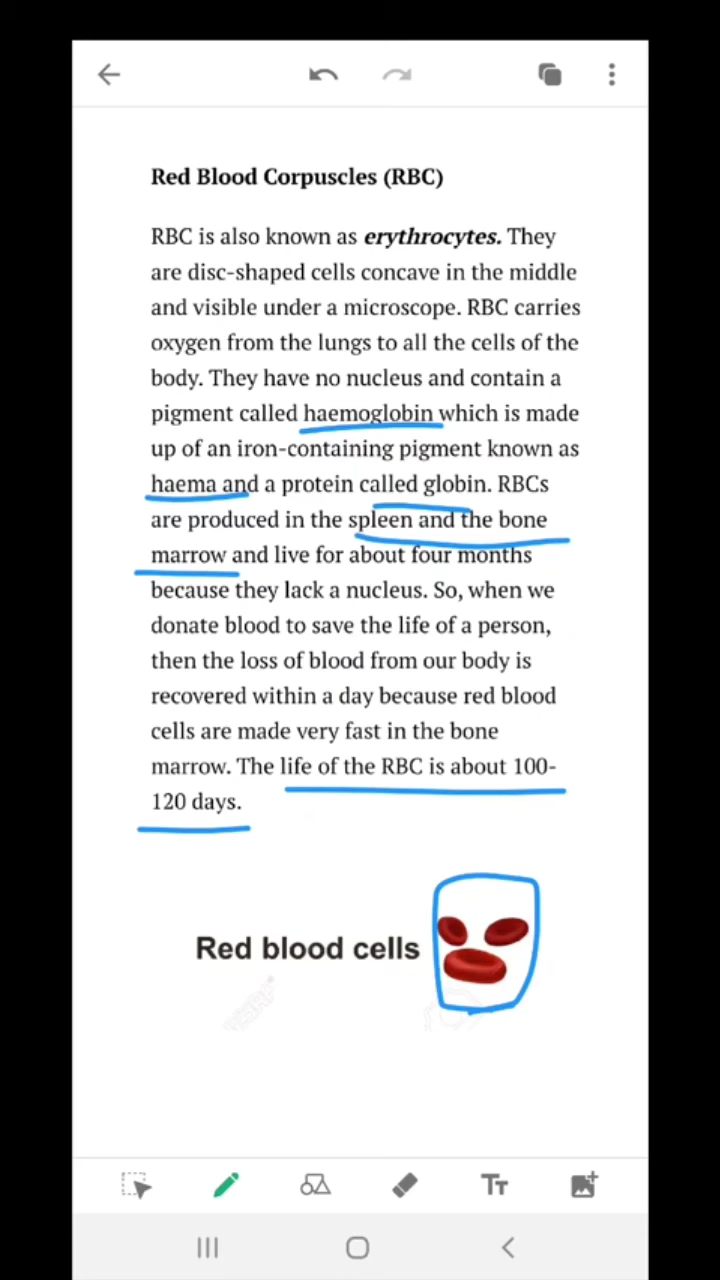 Red Blood Corpuscles (RBC)
RBC is also known as erythrocytes. They
are disc-shaped cells concave in the middle
and visible under a microscope. RBC carries
oxygen from the lungs to all the cells of the
body. They have no nucleus and contain a
pigment called haemoglobin which is made
up of an iron-containing pigment known as
haema and a protein called globin. RBCs
are produced in the spleen and the bone
marrow and live for about four months
because they lack a nucleus. So, when we
donate blood to save the life of a person,
then the loss of blood from our body is
recovered within a day because red blood
cells are made very fast in the bone
marrow. The life of the RBC is about 100-
120 days.
Red blood cells
TT